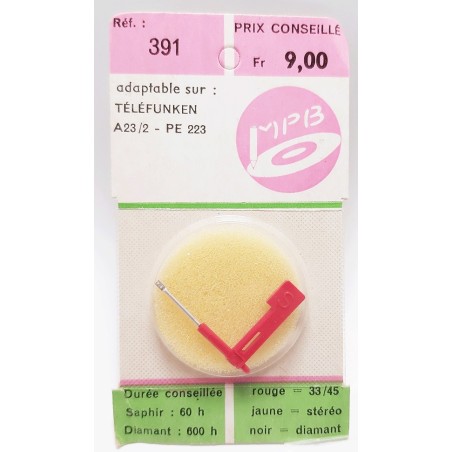 Réf. :
391
PRIX CONSEILLÉ
Fr 9,00
adaptable sur :
TÉLÉFUNKEN
A23/2 - PE 223
MPB
S
Durée conseillée
Saphir : 60 h
Diamant : 600 h
rouge = 33/45
jaune = stéréo
noir = diamant